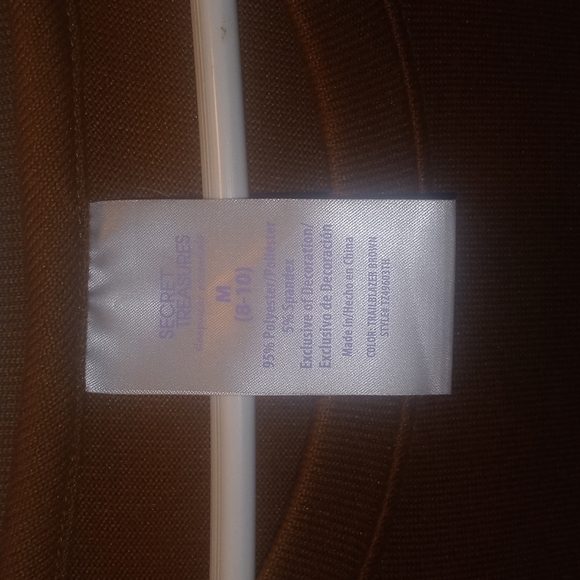 SECRET
TREASURES
M
(8-10)
95% Polyester/Poliester
5% Spandex
Exclusive of Decoration/
Exclusivo de Decoración
Made in/Hecho en China
COLOR:TRAILBLAZER BROWN